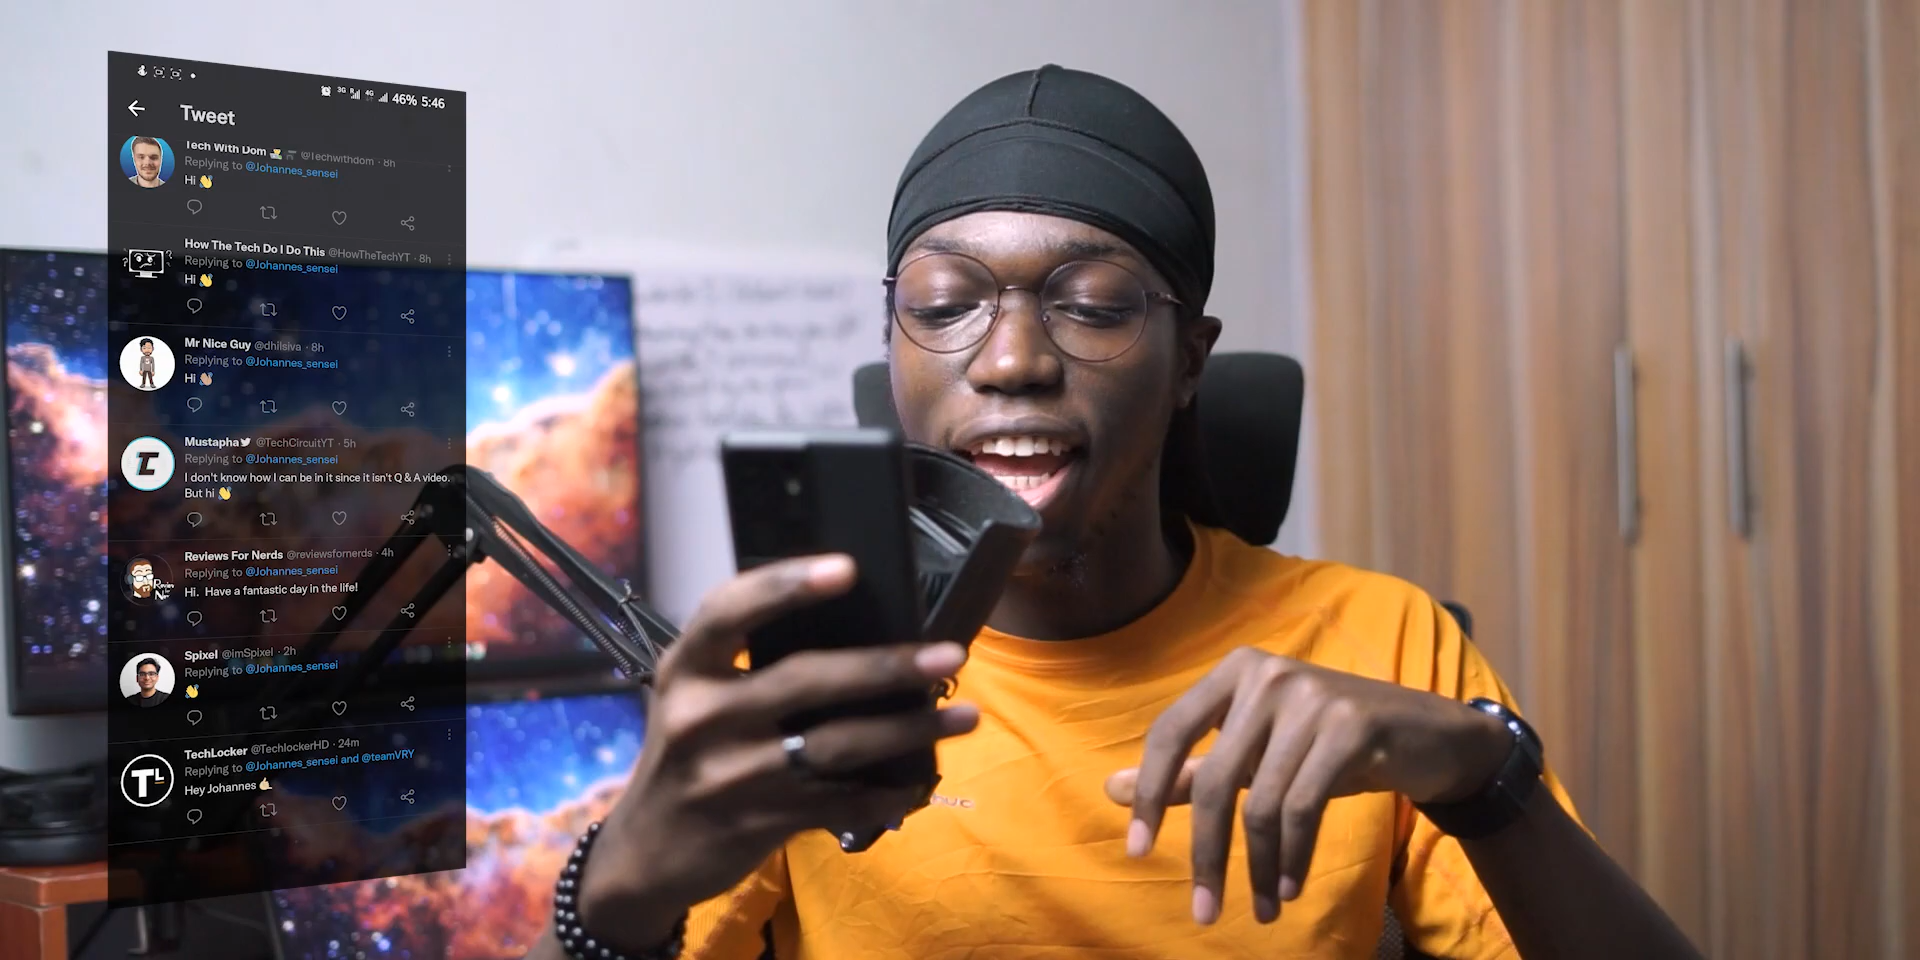 46% 5:46
Tweet
Tech With Dom @Techwithdom · 8h
Replying to @Johannes_sensei
Hi 👋
How The Tech Do I Do This @HowTheTechYT · 8h
Replying to @Johannes_sensei
Hi 👋
Mr Nice Guy @dhilsiva · 8h
Replying to @Johannes_sensei
Hi 👋🏼
Mustapha @TechCircuitYT · 5h
Replying to @Johannes_sensei
I don't know how I can be in it since it isn't Q & A video.
But hi 👋
Reviews For Nerds @reviewsfornerds · 4h
Replying to @Johannes_sensei
Hi. Have a fantastic day in the life!
Spixel @imSpixel · 2h
Replying to @Johannes_sensei
👋
TL
TechLocker @TechlockerHD · 24m
Replying to @Johannes_sensei and @teamVRY
Hey Johannes 🤙🏼